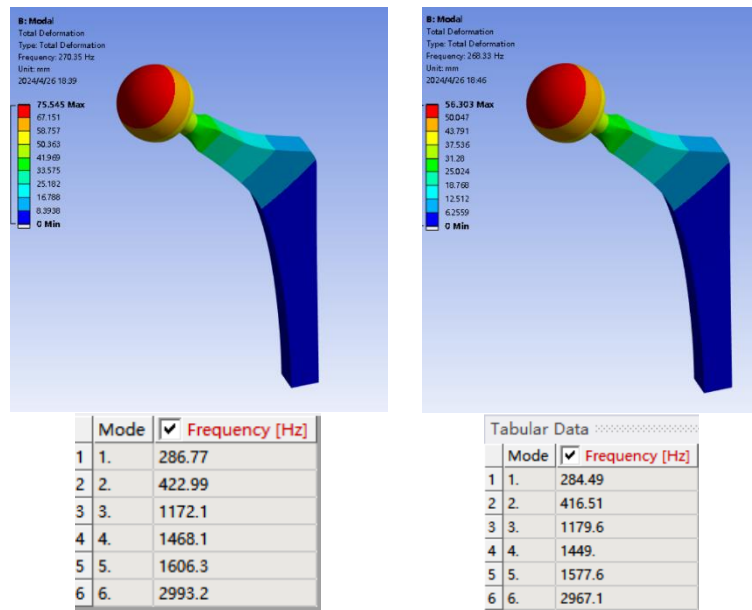 B: Modal
Total Deformation
Type: Total Deformation
Frequency: 270.35 Hz
Unit: mm
2024/4/26 18:39
75.545 Max
67.151
58.757
50.363
41.969
33.575
25.182
16.788
8.3938
0 Min
B: Modal
Total Deformation
Type: Total Deformation
Frequency: 268.33 Hz
Unit: mm
2024/4/26 18:46
56.303 Max
50.047
43.791
37.536
31.28
25.024
18.768
12.512
6.2559
0 Min
Mode Frequency [Hz]
1 1. 286.77
2 2. 422.99
3 3. 1172.1
4 4. 1468.1
5 5. 1606.3
6 6. 2993.2
Tabular Data
Mode Frequency [Hz]
1 1. 284.49
2 2. 416.51
3 3. 1179.6
4 4. 1449.
5 5. 1577.6
6 6. 2967.1